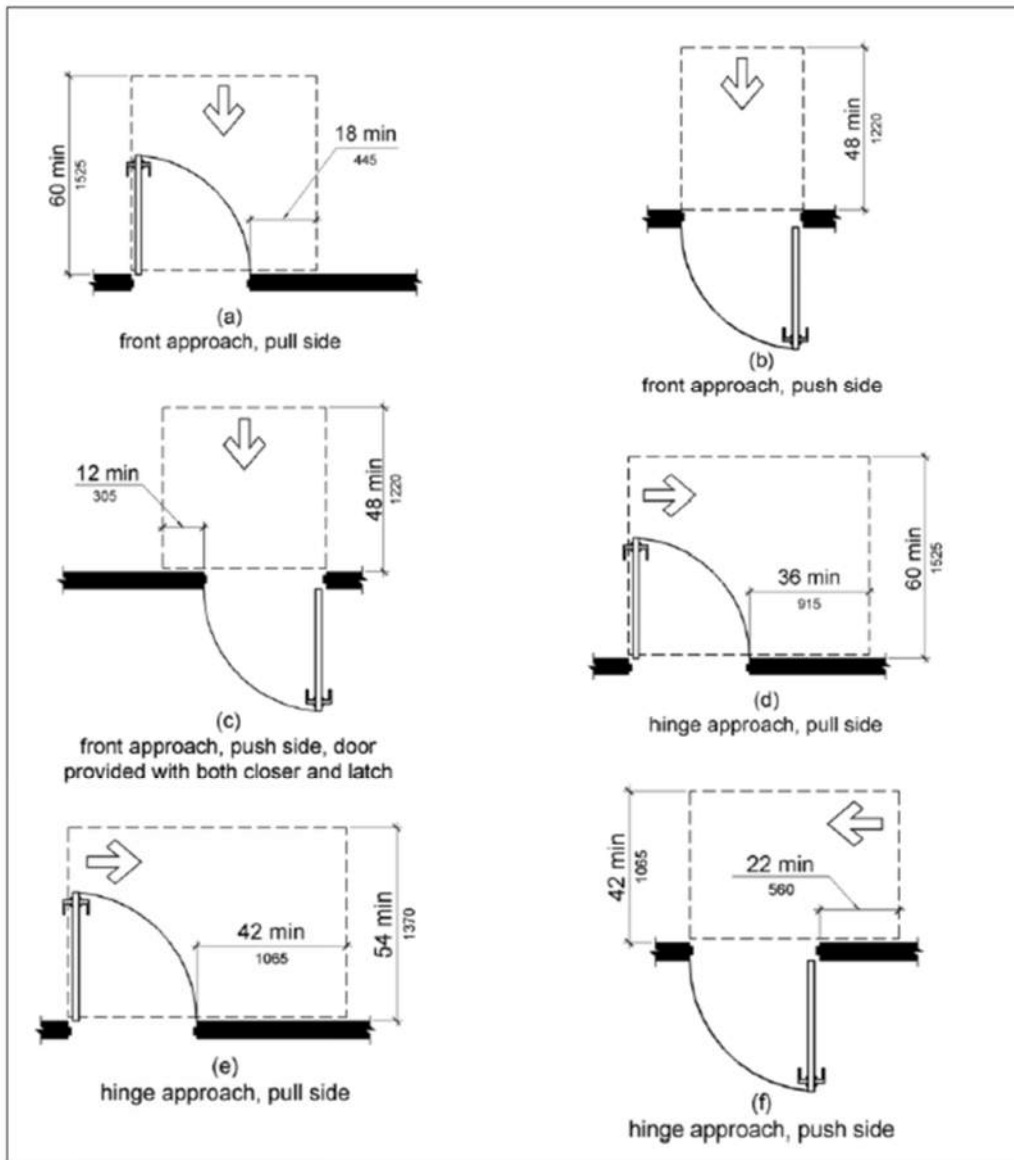 60 min
1525
18 min
445
(a)
front approach, pull side
48 min
1220
(b)
front approach, push side
12 min
305
48 min
1220
(c)
front approach, push side, door
provided with both closer and latch
36 min
915
60 min
1525
(d)
hinge approach, pull side
42 min
1065
54 min
1370
(e)
hinge approach, pull side
42 min
1065
22 min
560
(f)
hinge approach, push side